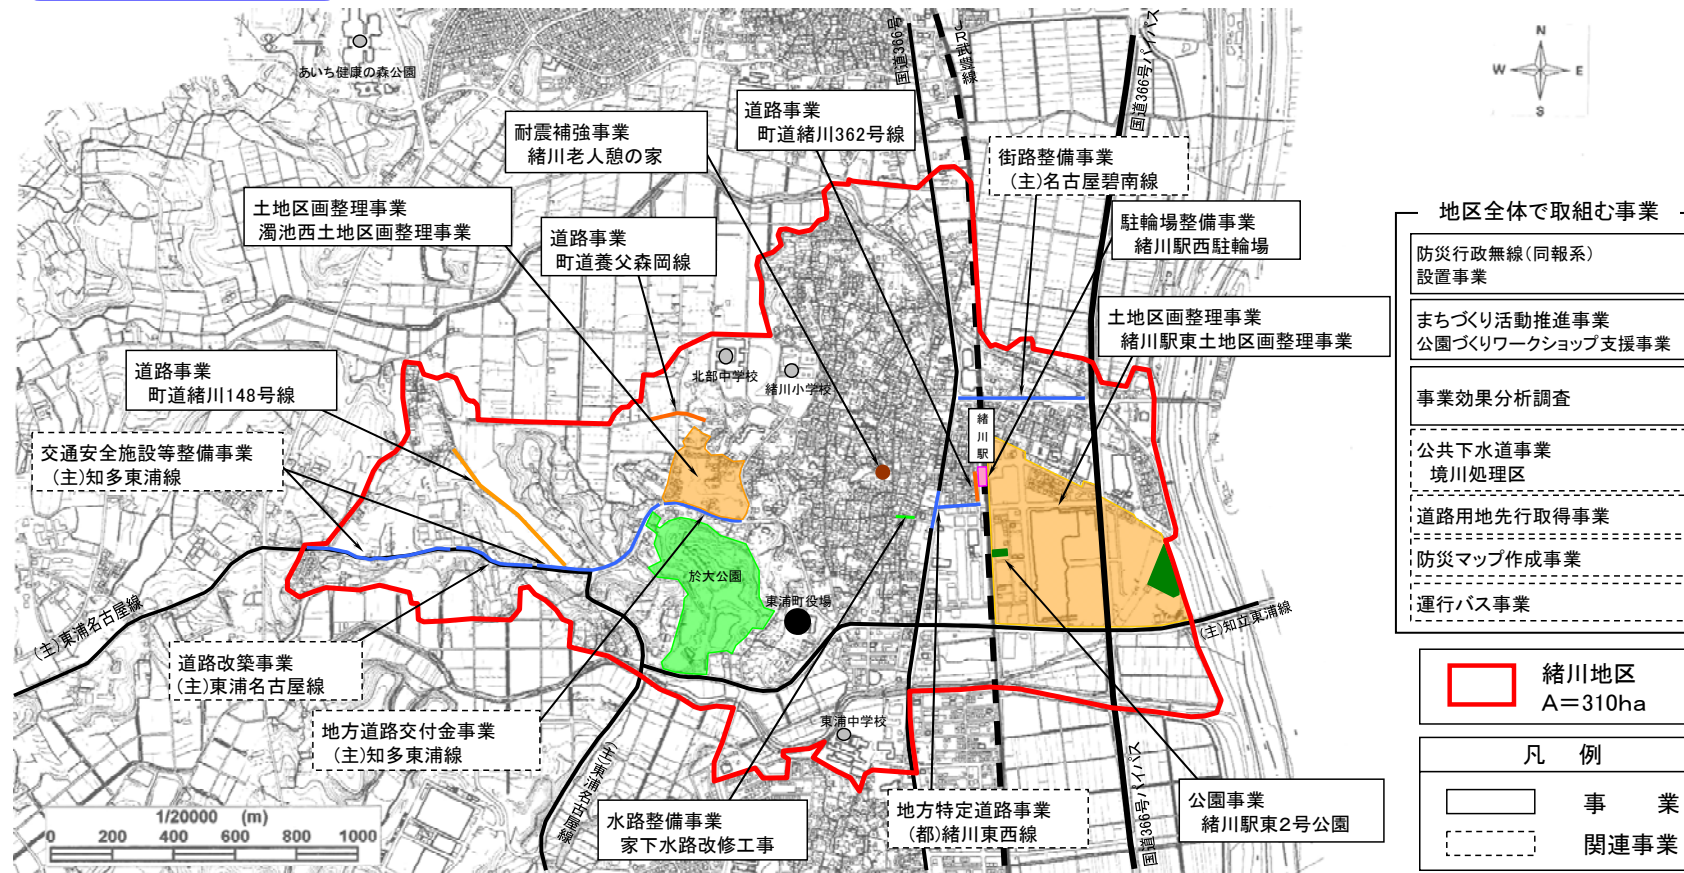 あいち健康の森公園
国道366号
JR武豊線
国道366号バイパス
N
W
E
S
道路事業
町道緒川362号線
耐震補強事業
緒川老人憩の家
街路整備事業
(主)名古屋碧南線
土地区画整理事業
濁池西土地区画整理事業
道路事業
町道養父森岡線
駐輪場整備事業
緒川駅西駐輪場
土地区画整理事業
緒川駅東土地区画整理事業
道路事業
町道緒川148号線
北部中学校
緒川小学校
緒川駅
交通安全施設等整備事業
(主)知多東浦線
於大公園
東浦町役場
(主)東浦名古屋線
(主)知立東浦線
道路改築事業
(主)東浦名古屋線
地方道路交付金事業
(主)知多東浦線
東浦中学校
(主)東浦名古屋線
国道366号バイパス
水路整備事業
家下水路改修工事
地方特定道路事業
(都)緒川東西線
公園事業
緒川駅東2号公園
1/20000 (m)
0 200 400 600 800 1000
地区全体で取組む事業
防災行政無線(同報系)
設置事業
まちづくり活動推進事業
公園づくりワークショップ支援事業
事業効果分析調査
公共下水道事業
境川処理区
道路用地先行取得事業
防災マップ作成事業
運行バス事業
緒川地区
A=310ha
凡 例
事 業
関連事業